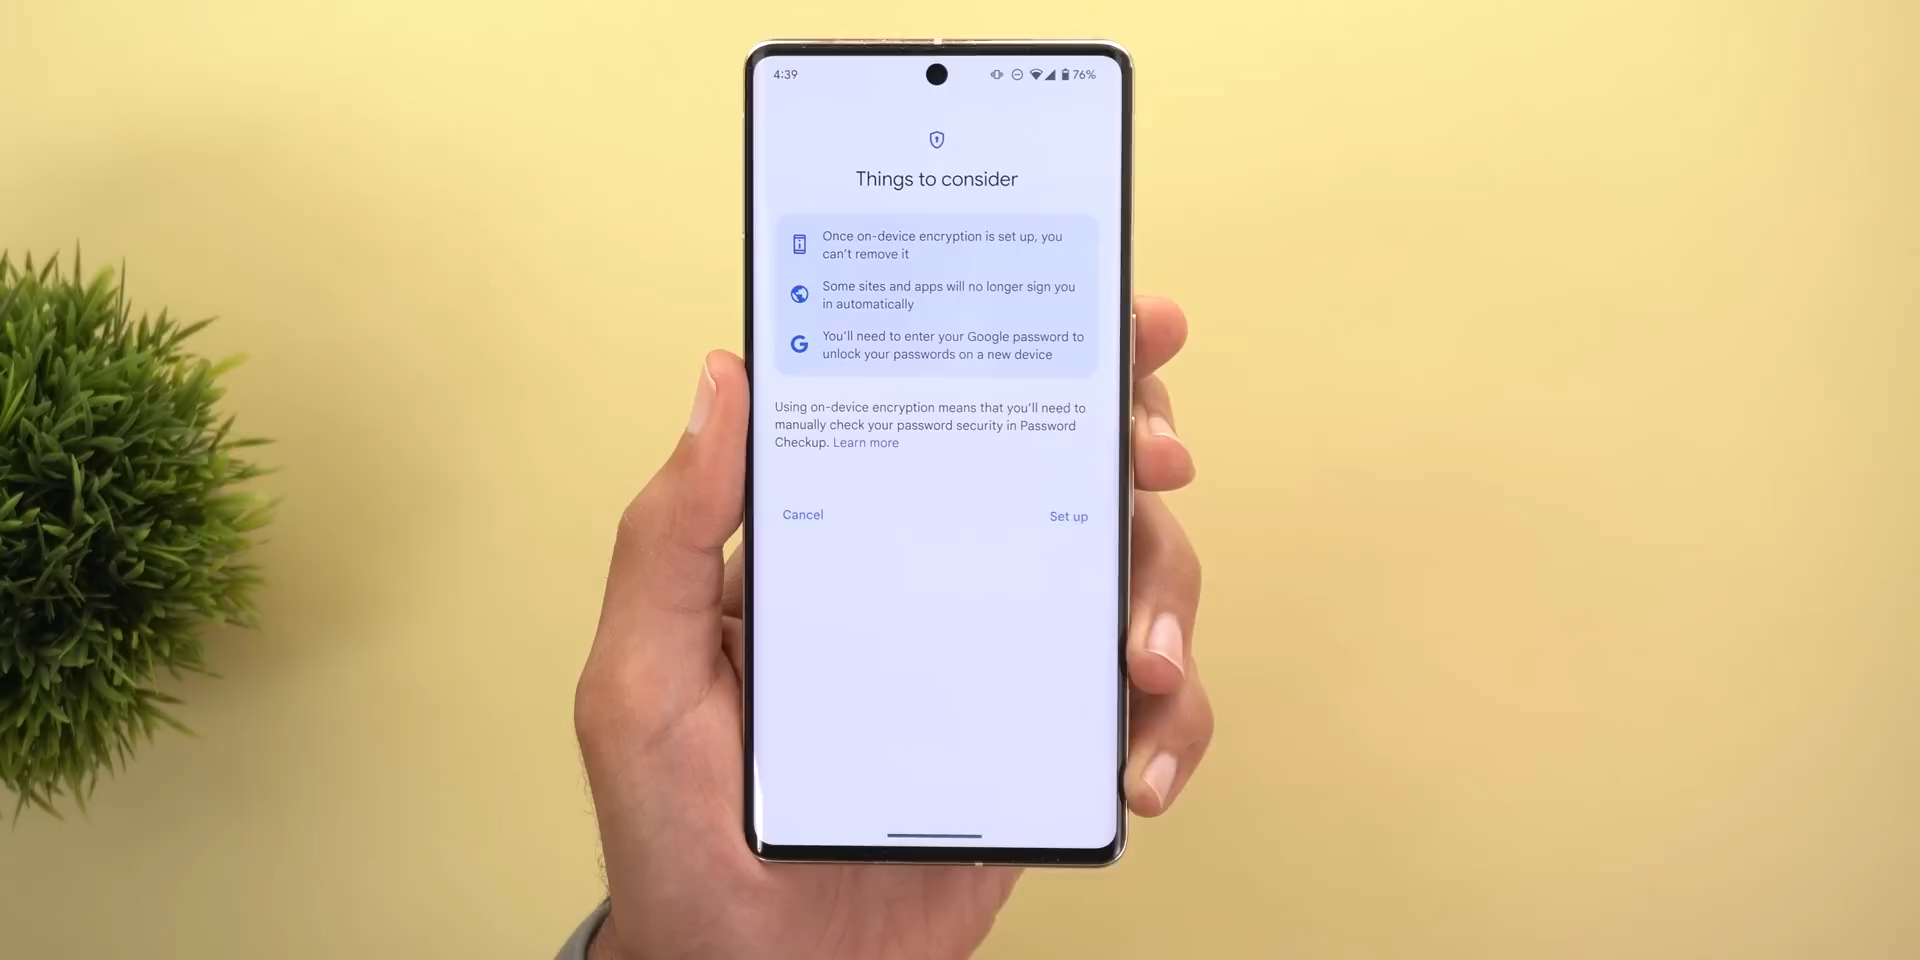 4:39
76%
Things to consider
Once on-device encryption is set up, you
can't remove it
Some sites and apps will no longer sign you
in automatically
You'll need to enter your Google password to
unlock your passwords on a new device
Using on-device encryption means that you'll need to
manually check your password security in Password
Checkup. Learn more
Cancel
Set up